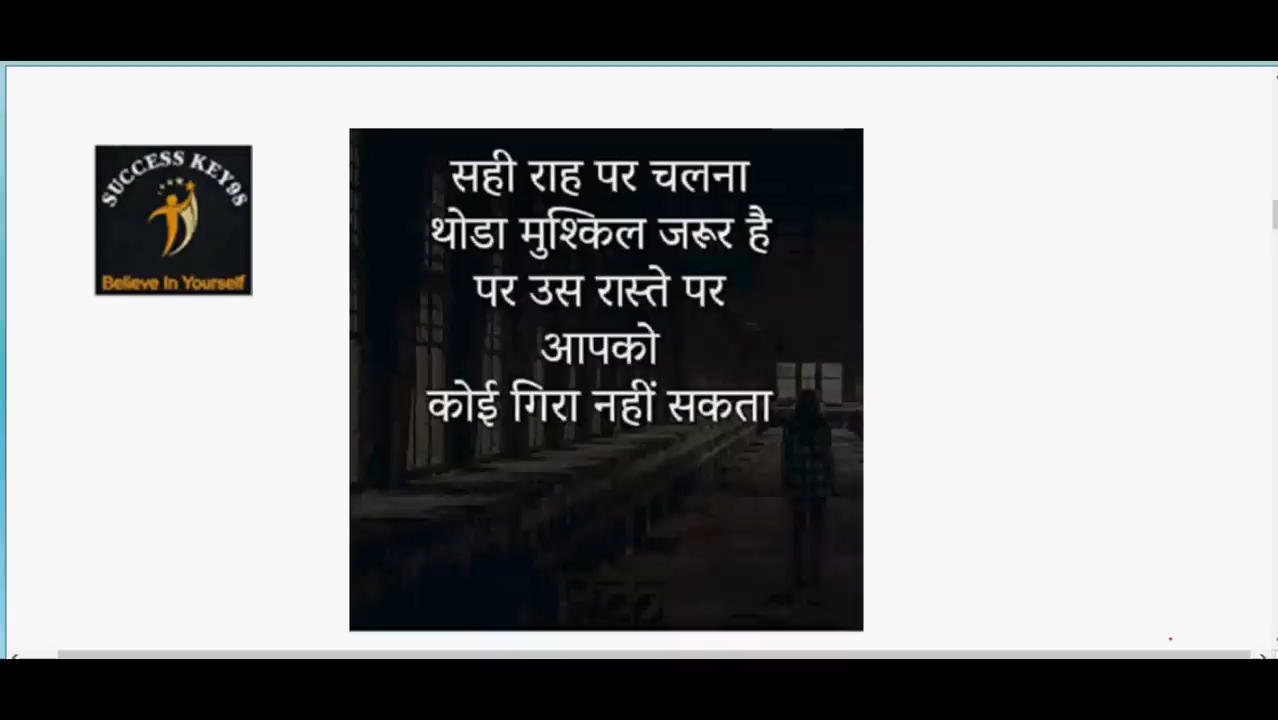 SUCCESS KEY98
Believe In Yourself
सही राह पर चलना
थोडा मुश्किल जरूर है
पर उस रास्ते पर
आपको
कोई गिरा नहीं सकता